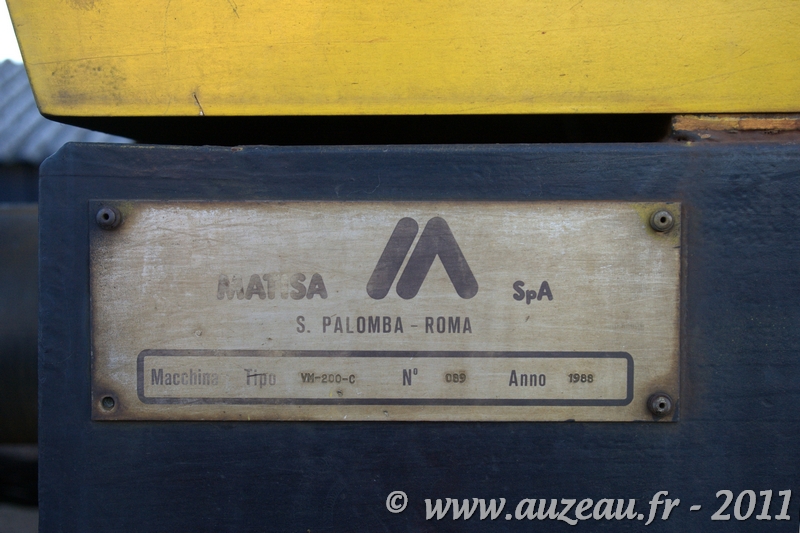 MATISA SpA
S. PALOMBA - ROMA
Macchina Tipo VM-200-C N° 089 Anno 1988
© www.auzeau.fr - 2011